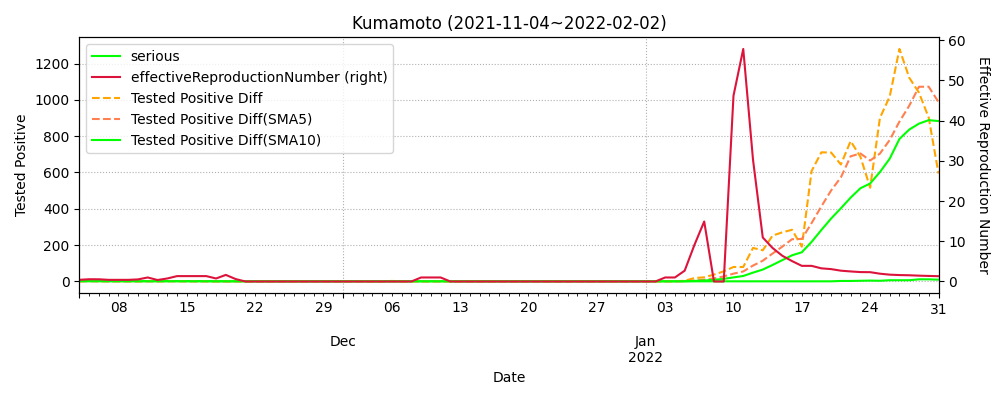 Kumamoto (2021-11-04~2022-02-02)
serious
effectiveReproductionNumber (right)
Tested Positive Diff
Tested Positive Diff(SMA5)
Tested Positive Diff(SMA10)
Tested Positive
1200
1000
800
600
400
200
0
60
50
40
30
20
10
0
Effective Reproduction Number
08 15 22 29 06 13 20 27 03 10 17 24 31
Dec Jan
2022
Date